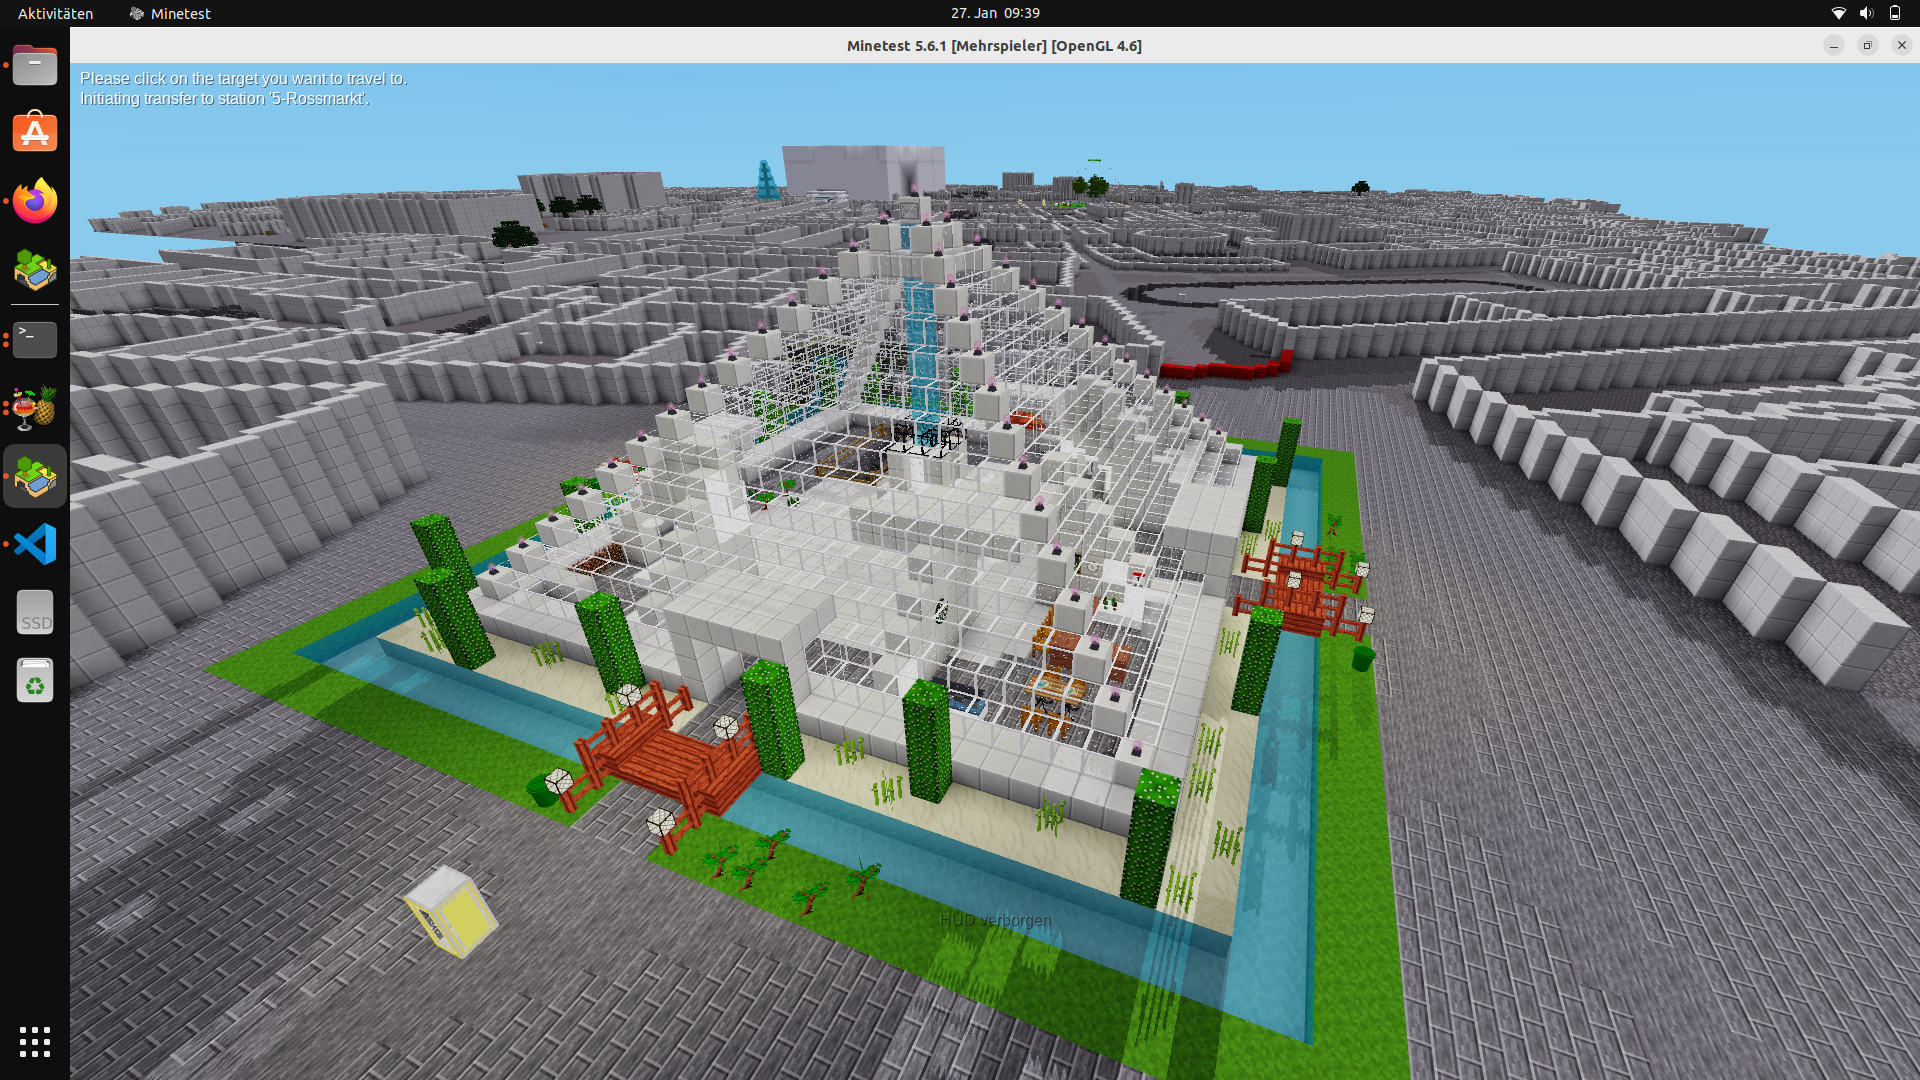 Aktivitäten
Minetest
27. Jan 09:39
Minetest 5.6.1 [Mehrspieler] [OpenGL 4.6]
Please click on the target you want to travel to.
Initiating transfer to station '5-Rossmarkt'.
>_
SSD
HUD verborgen